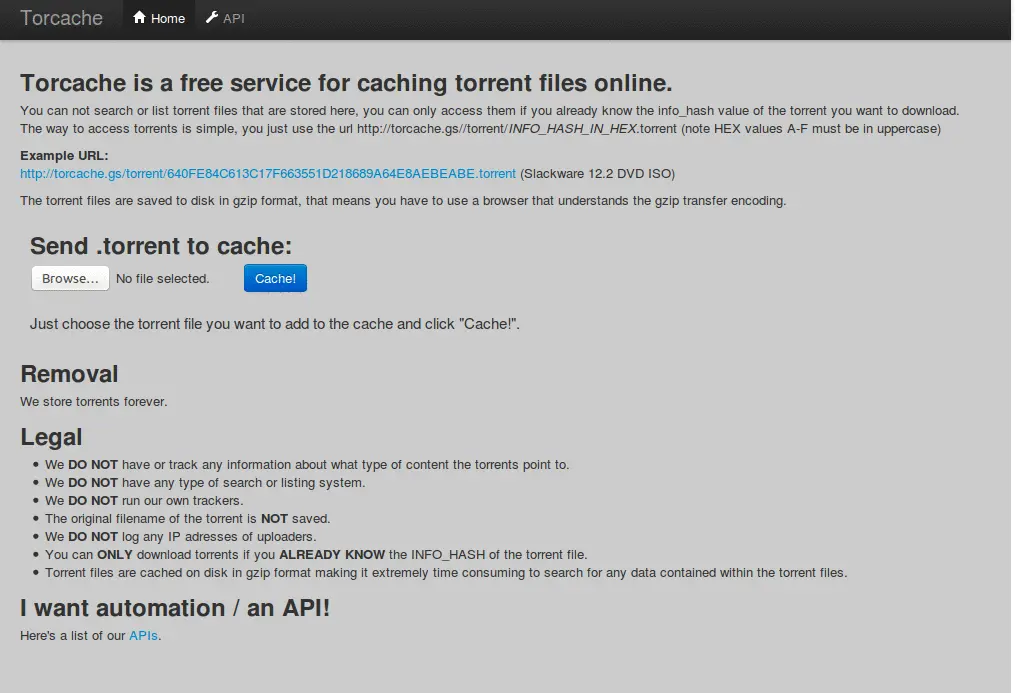 Torcache Home API
Torcache is a free service for caching torrent files online.
You can not search or list torrent files that are stored here, you can only access them if you already know the info_hash value of the torrent you want to download.
The way to access torrents is simple, you just use the url http://torcache.gs//torrent/INFO_HASH_IN_HEX.torrent (note HEX values A-F must be in uppercase)
Example URL:
http://torcache.gs/torrent/640FE84C613C17F663551D218689A64E8AEBEABE.torrent (Slackware 12.2 DVD ISO)
The torrent files are saved to disk in gzip format, that means you have to use a browser that understands the gzip transfer encoding.
Send .torrent to cache:
Browse... No file selected. Cache!
Just choose the torrent file you want to add to the cache and click "Cache!".
Removal
We store torrents forever.
Legal
• We DO NOT have or track any information about what type of content the torrents point to.
• We DO NOT have any type of search or listing system.
• We DO NOT run our own trackers.
• The original filename of the torrent is NOT saved.
• We DO NOT log any IP adresses of uploaders.
• You can ONLY download torrents if you ALREADY KNOW the INFO_HASH of the torrent file.
• Torrent files are cached on disk in gzip format making it extremely time consuming to search for any data contained within the torrent files.
I want automation / an API!
Here's a list of our APIs.